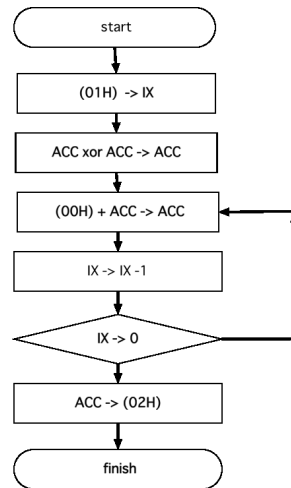 start
(01H) -> IX
ACC xor ACC -> ACC
(00H) + ACC -> ACC
IX -> IX -1
IX -> 0
ACC -> (02H)
finish